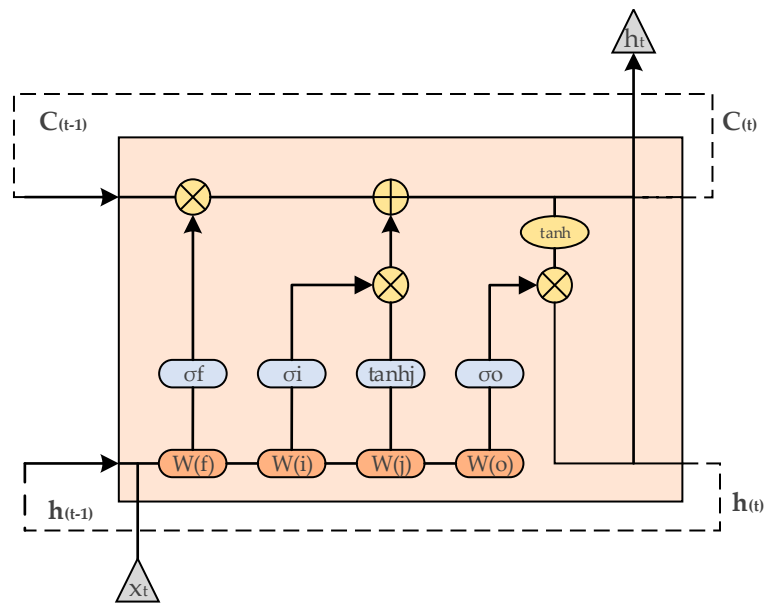 ht
C(t-1)
C(t)
tanh
σf
σi
tanhj
σo
W(f)
W(i)
W(j)
W(o)
h(t-1)
h(t)
xt